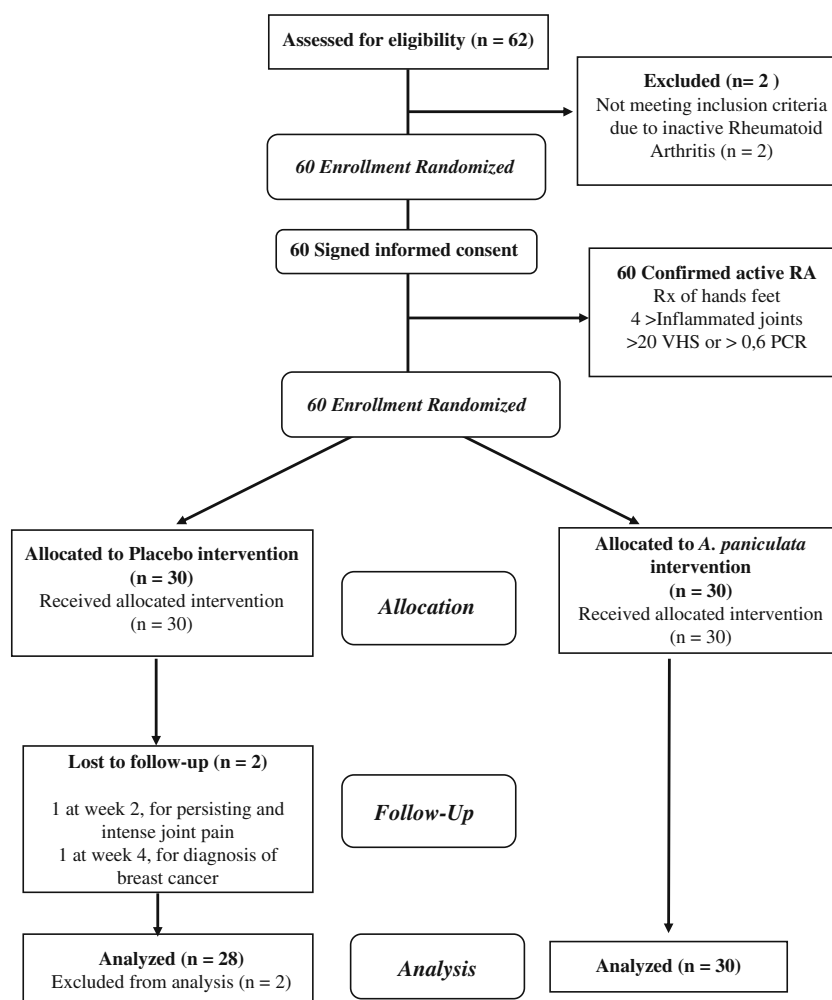 Assessed for eligibility (n = 62)
Excluded (n= 2 )
Not meeting inclusion criteria
due to inactive Rheumatoid
Arthritis (n = 2)
60 Enrollment Randomized
60 Signed informed consent
60 Confirmed active RA
Rx of hands feet
4 >Inflammated joints
>20 VHS or > 0,6 PCR
60 Enrollment Randomized
Allocated to Placebo intervention
(n = 30)
Received allocated intervention
(n = 30)
Allocation
Allocated to A. paniculata
intervention
(n = 30)
Received allocated intervention
(n = 30)
Lost to follow-up (n = 2)
1 at week 2, for persisting and
intense joint pain
1 at week 4, for diagnosis of
breast cancer
Follow-Up
Analyzed (n = 28)
Excluded from analysis (n = 2)
Analysis
Analyzed (n = 30)